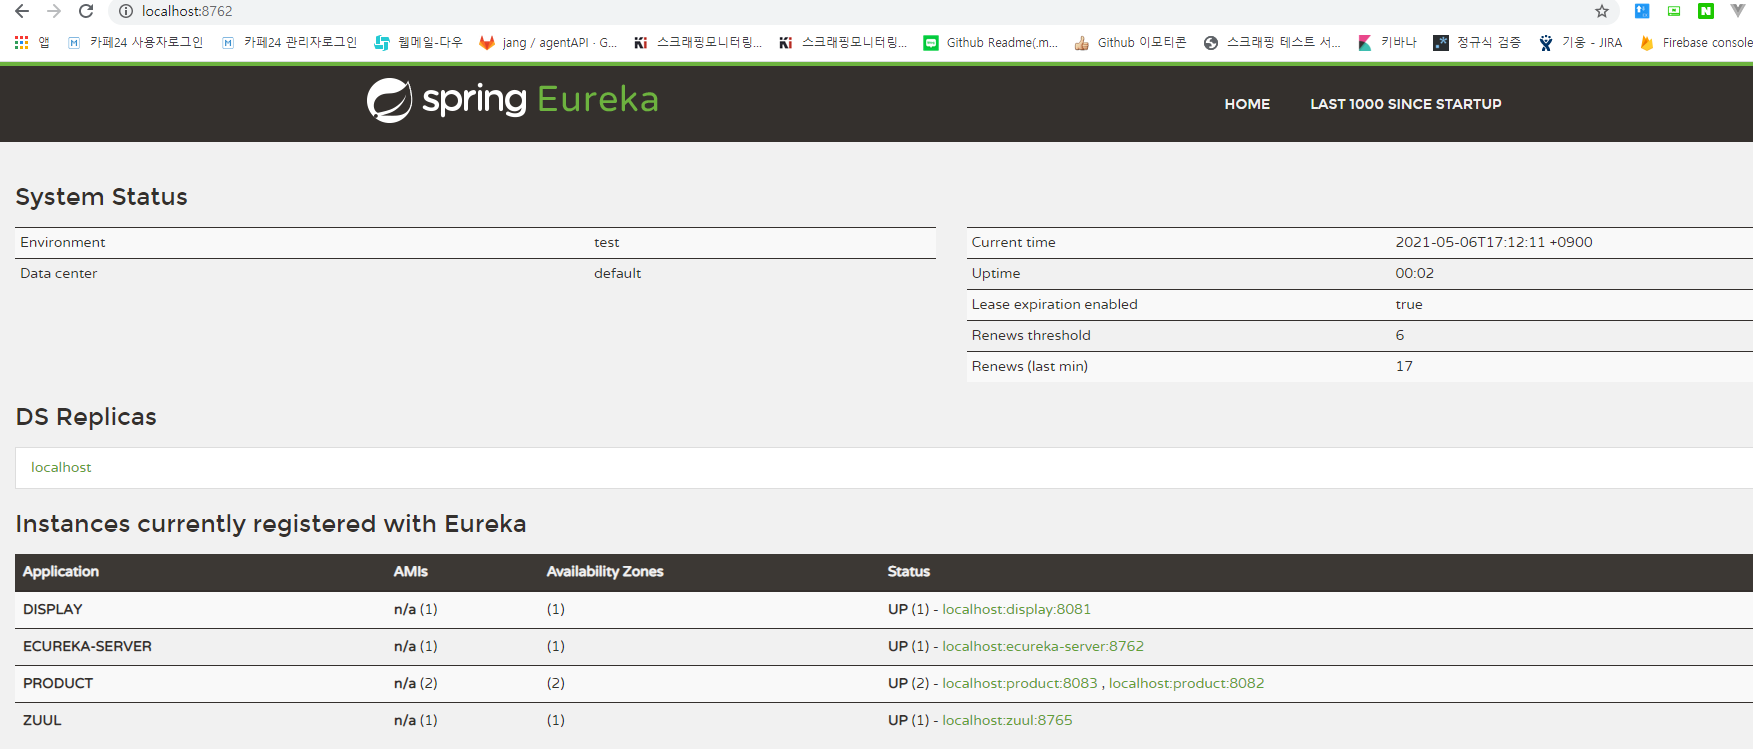 localhost:8762
앱 카페24 사용자로그인 카페24 관리자로그인 웹메일-다우 jang / agentAPI · G... 스크래핑모니터링... 스크래핑모니터링... Github Readme(.m... Github 이모티콘 스크래핑 테스트 서... 키바나 정규식 검증 기웅 - JIRA Firebase console
spring Eureka HOME LAST 1000 SINCE STARTUP
System Status
Environment test
Data center default
Current time 2021-05-06T17:12:11 +0900
Uptime 00:02
Lease expiration enabled true
Renews threshold 6
Renews (last min) 17
DS Replicas
localhost
Instances currently registered with Eureka
Application AMIs Availability Zones Status
DISPLAY n/a (1) (1) UP (1) - localhost:display:8081
ECUREKA-SERVER n/a (1) (1) UP (1) - localhost:ecureka-server:8762
PRODUCT n/a (2) (2) UP (2) - localhost:product:8083 , localhost:product:8082
ZUUL n/a (1) (1) UP (1) - localhost:zuul:8765